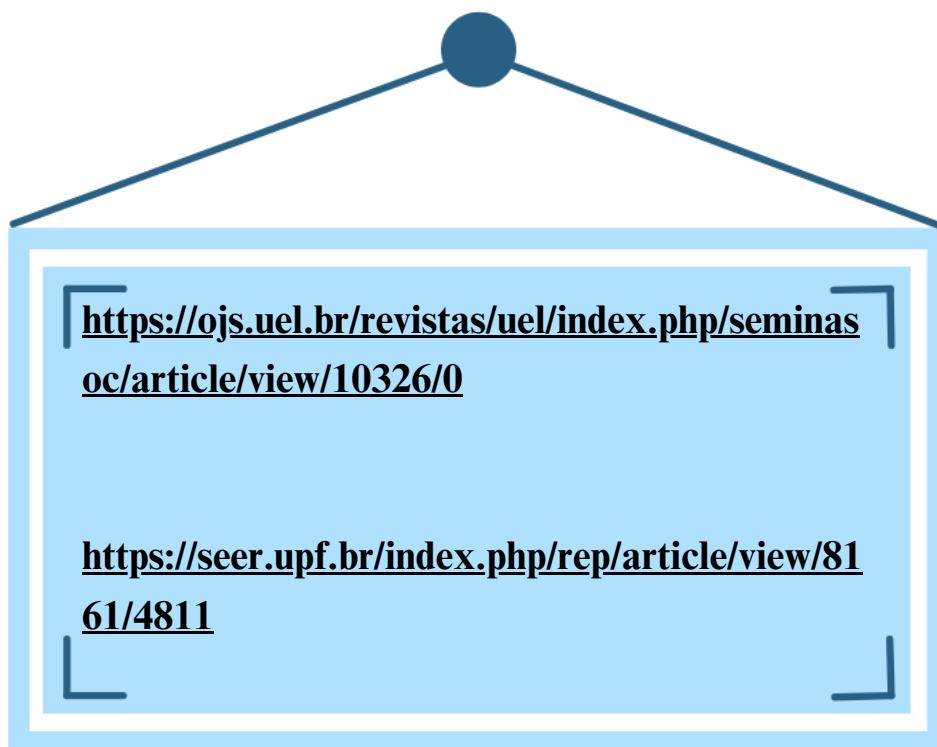 https://ojs.uel.br/revistas/uel/index.php/seminas
oc/article/view/10326/0
https://seer.upf.br/index.php/rep/article/view/81
61/4811